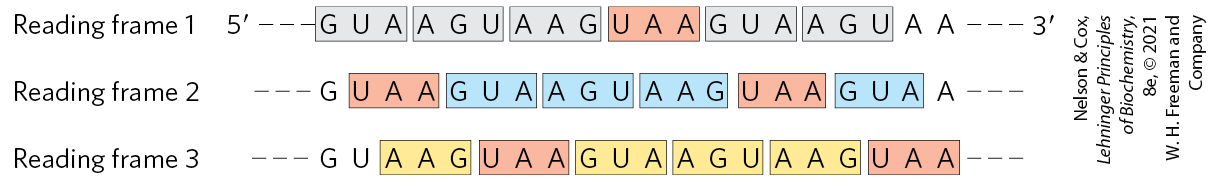 Reading frame 1 5′ ---G U A A G U A A G U A A G U A A G U A A --- 3′
Reading frame 2 --- G U A A G U A A G U A A G U A A G U A A ---
Reading frame 3 --- G U A A G U A A G U A A G U A A G U A A ---
Nelson & Cox,
Lehninger Principles
of Biochemistry,
8e, © 2021
W. H. Freeman and
Company